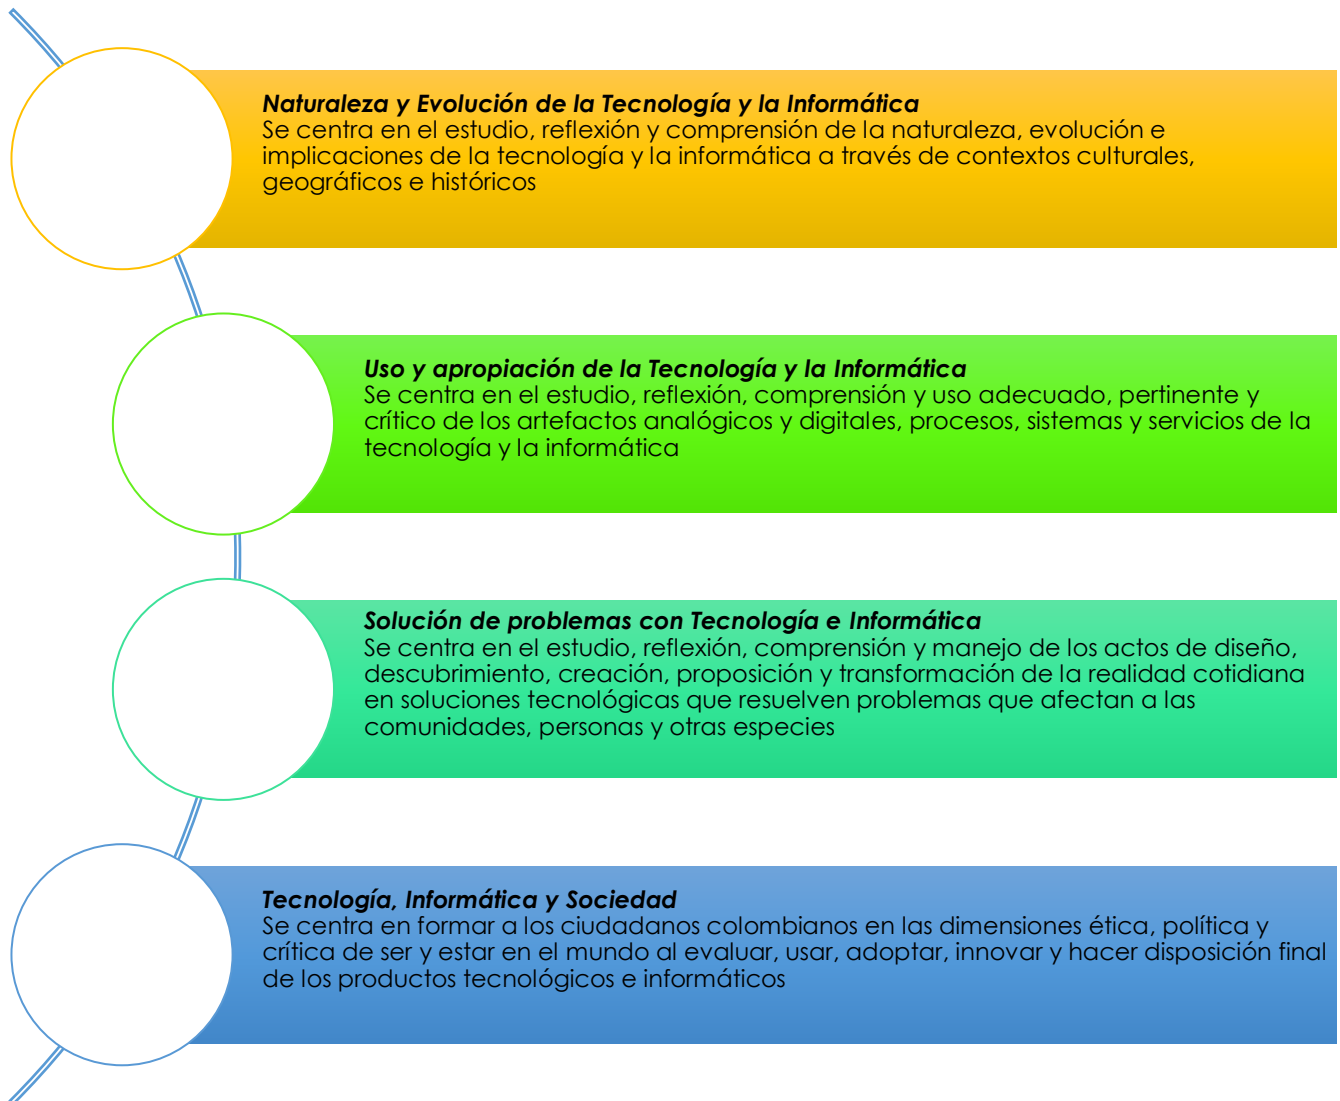 Naturaleza y Evolución de la Tecnología y la Informática
Se centra en el estudio, reflexión y comprensión de la naturaleza, evolución e
implicaciones de la tecnología y la informática a través de contextos culturales,
geográficos e históricos
Uso y apropiación de la Tecnología y la Informática
Se centra en el estudio, reflexión, comprensión y uso adecuado, pertinente y
crítico de los artefactos analógicos y digitales, procesos, sistemas y servicios de la
tecnología y la informática
Solución de problemas con Tecnología e Informática
Se centra en el estudio, reflexión, comprensión y manejo de los actos de diseño,
descubrimiento, creación, proposición y transformación de la realidad cotidiana
en soluciones tecnológicas que resuelven problemas que afectan a las
comunidades, personas y otras especies
Tecnología, Informática y Sociedad
Se centra en formar a los ciudadanos colombianos en las dimensiones ética, política y
crítica de ser y estar en el mundo al evaluar, usar, adoptar, innovar y hacer disposición final
de los productos tecnológicos e informáticos